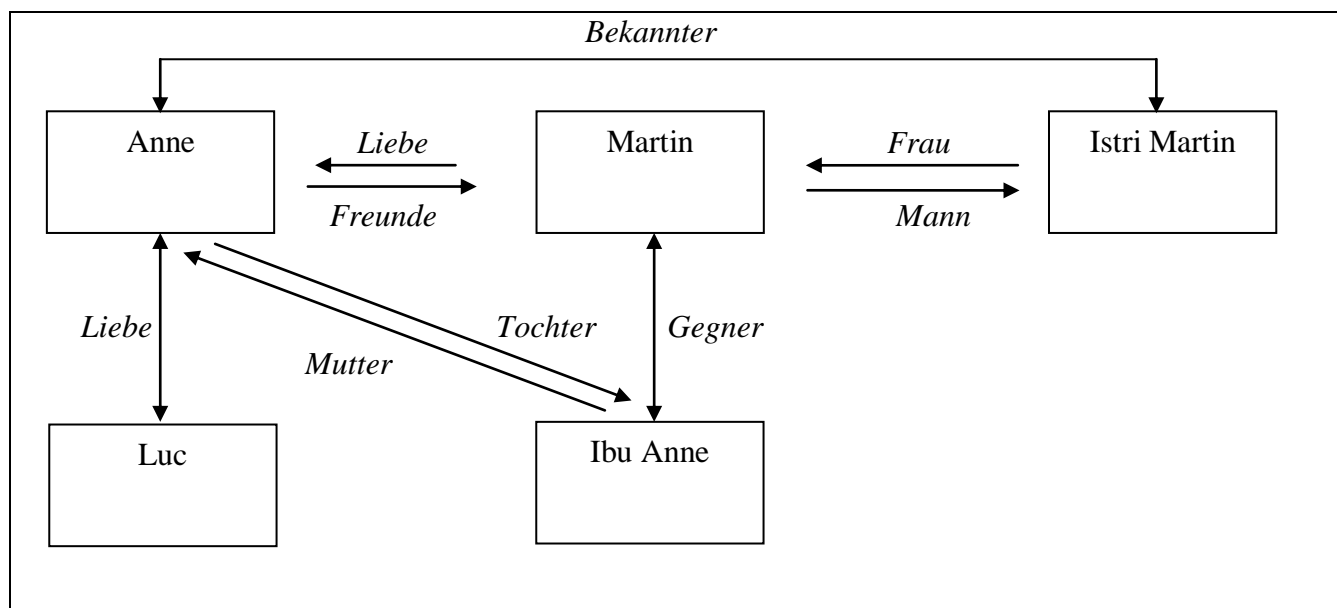 Bekannter
Anne
Liebe
Martin
Frau
Istri Martin
Freunde
Mann
Liebe
Tochter
Gegner
Mutter
Luc
Ibu Anne